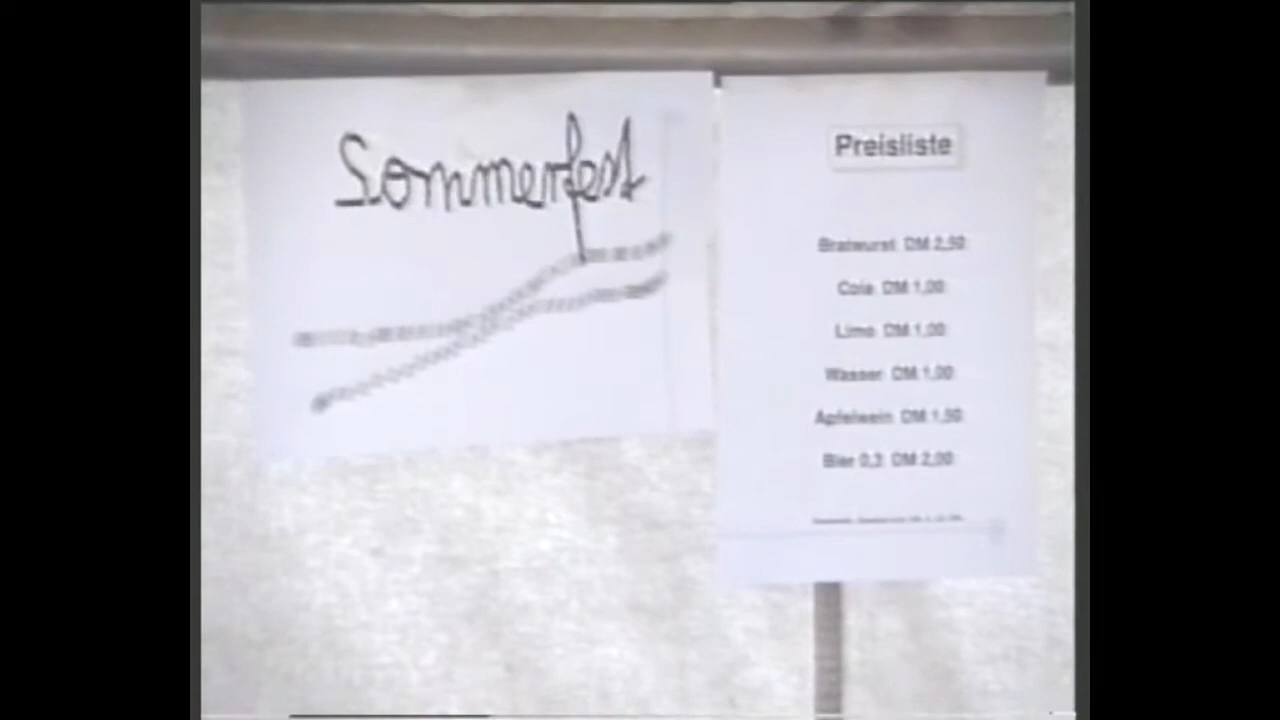 Sommerfest
Preisliste
Bratwurst: DM 2,50
Cola: DM 1,00
Limo: DM 1,00
Wasser: DM 1,00
Apfelwein: DM 1,50
Bier 0,3: DM 2,00